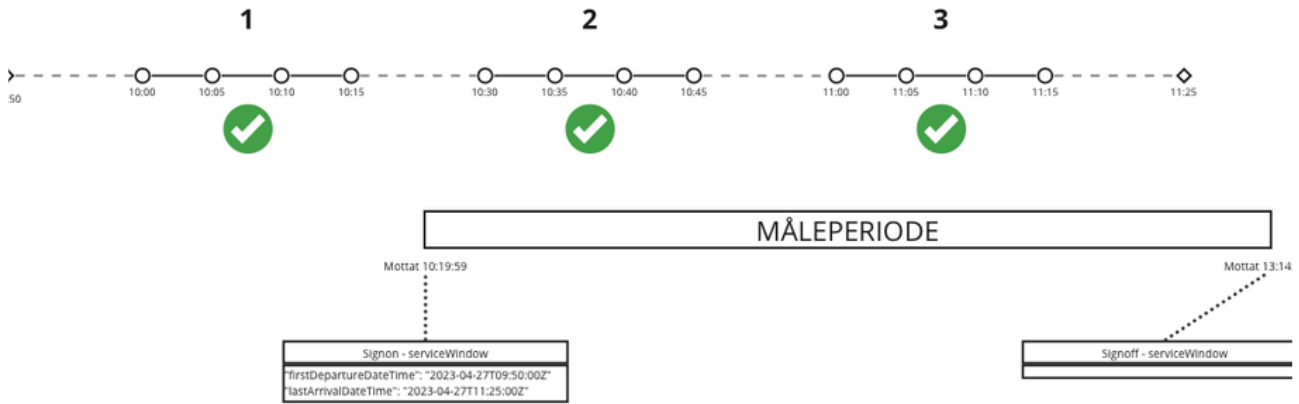 1 2 3
50 10:00 10:05 10:10 10:15 10:30 10:35 10:40 10:45 11:00 11:05 11:10 11:15 11:25
MÅLEPERIODE
Mottat 10:19:59 Mottat 13:14
Signon - serviceWindow Signoff - serviceWindow
"firstDepartureDateTime": "2023-04-27T09:50:00Z"
"lastArrivalDateTime": "2023-04-27T11:25:00Z"